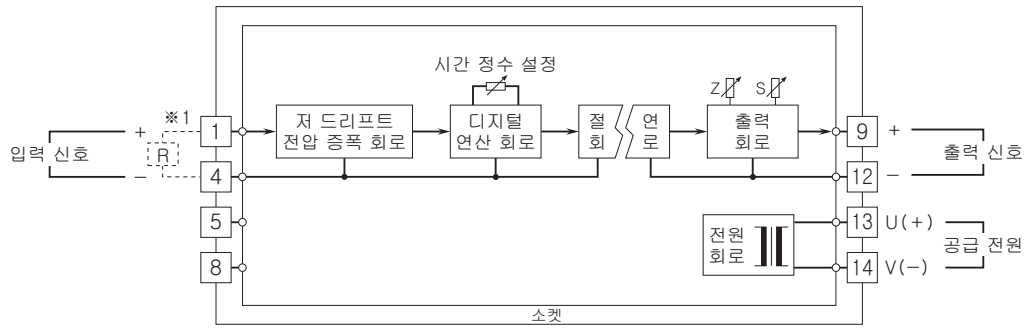 시간 정수 설정
Z S
※1
입력 신호
+
−
R
1
4
5
8
저 드리프트
전압 증폭 회로
디지털
연산 회로
절 연
회 로
출력
회로
9 +
12 −
출력 신호
전원
회로
13 U(+)
14 V(−)
공급 전원
소켓